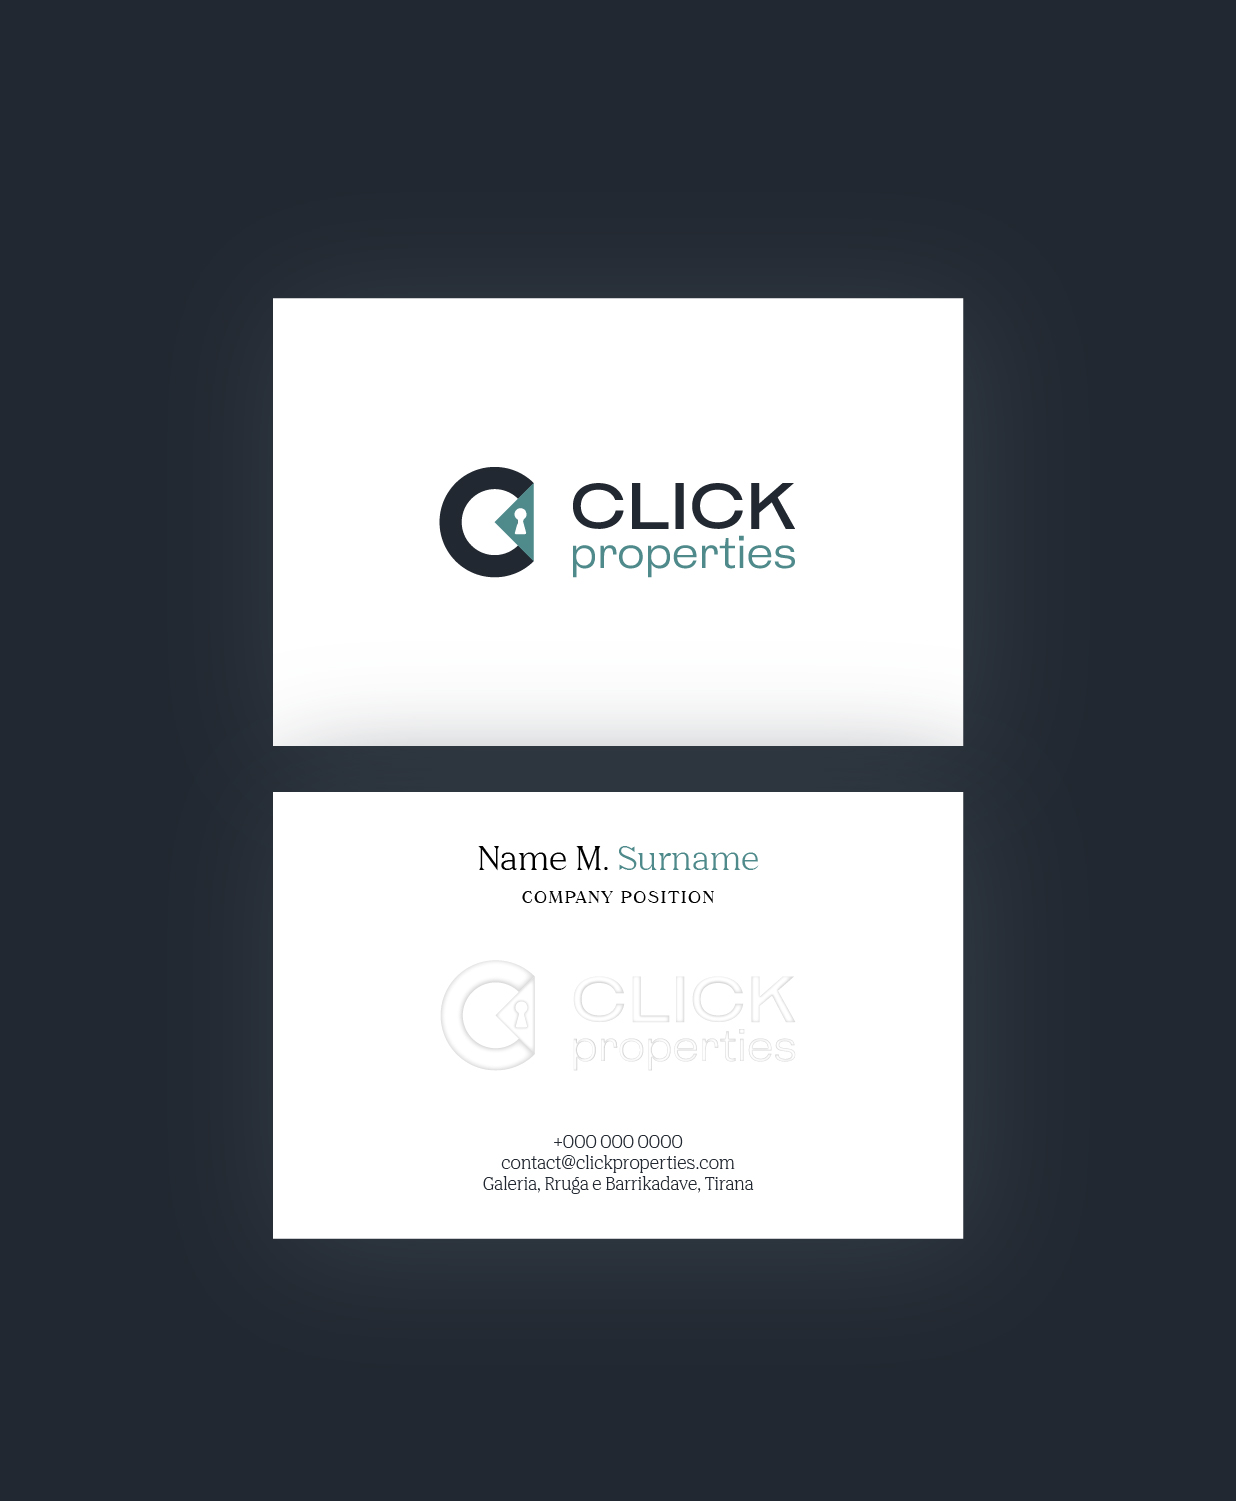 CLICK
properties
Name M. Surname
COMPANY POSITION
CLICK
properties
+000 000 0000
contact@clickproperties.com
Galeria, Rruga e Barrikadave, Tirana